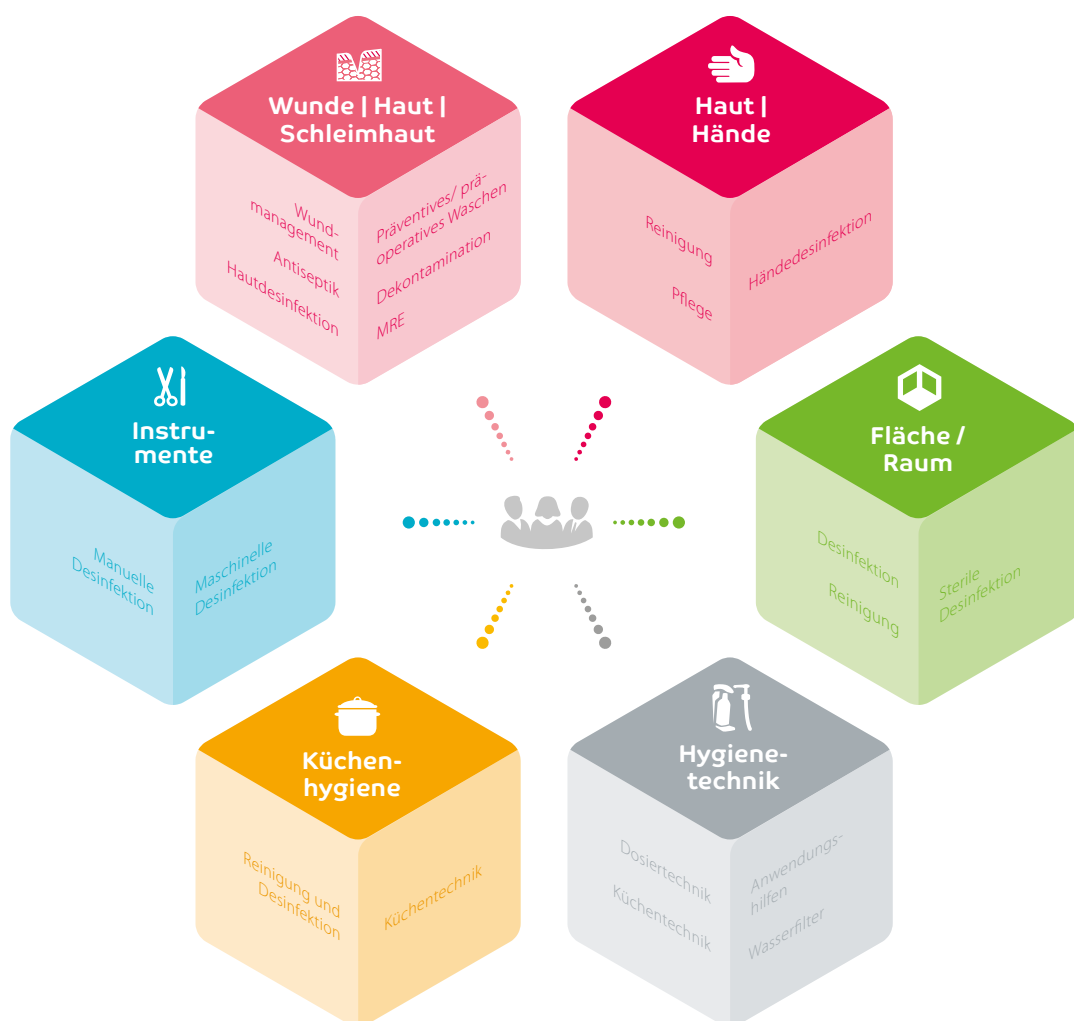 Wunde | Haut |
Schleimhaut
Wund-
management
Antiseptik
Hautdesinfektion
Präventives/ prä-
operatives Waschen
Dekontamination
MRE
Haut |
Hände
Reinigung
Pflege
Händedesinfektion
Instru-
mente
Manuelle
Desinfektion
Maschinelle
Desinfektion
Fläche /
Raum
Desinfektion
Reinigung
Sterile
Desinfektion
Küchen-
hygiene
Reinigung und
Desinfektion
Küchentechnik
Hygiene-
technik
Dosiertechnik
Küchentechnik
Anwendungs-
hilfen
Wasserfilter